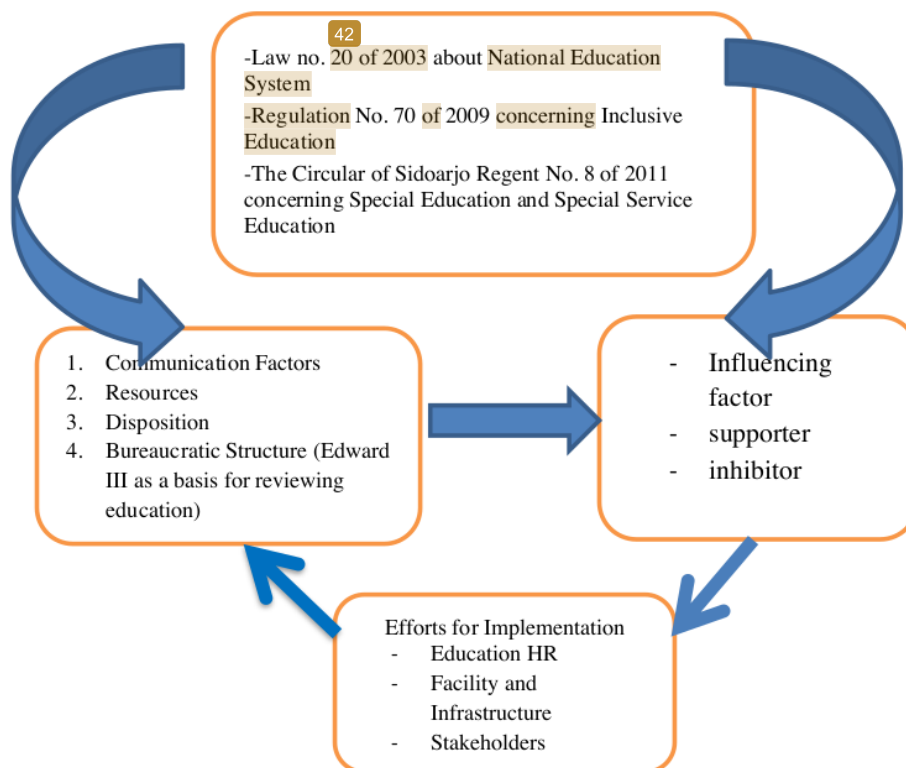 42
-Law no. 20 of 2003 about National Education
System
-Regulation No. 70 of 2009 concerning Inclusive
Education
-The Circular of Sidoarjo Regent No. 8 of 2011
concerning Special Education and Special Service
Education
1. Communication Factors
2. Resources
3. Disposition
4. Bureaucratic Structure (Edward
III as a basis for reviewing
education)
- Influencing
factor
- supporter
- inhibitor
Efforts for Implementation
- Education HR
- Facility and
Infrastructure
- Stakeholders